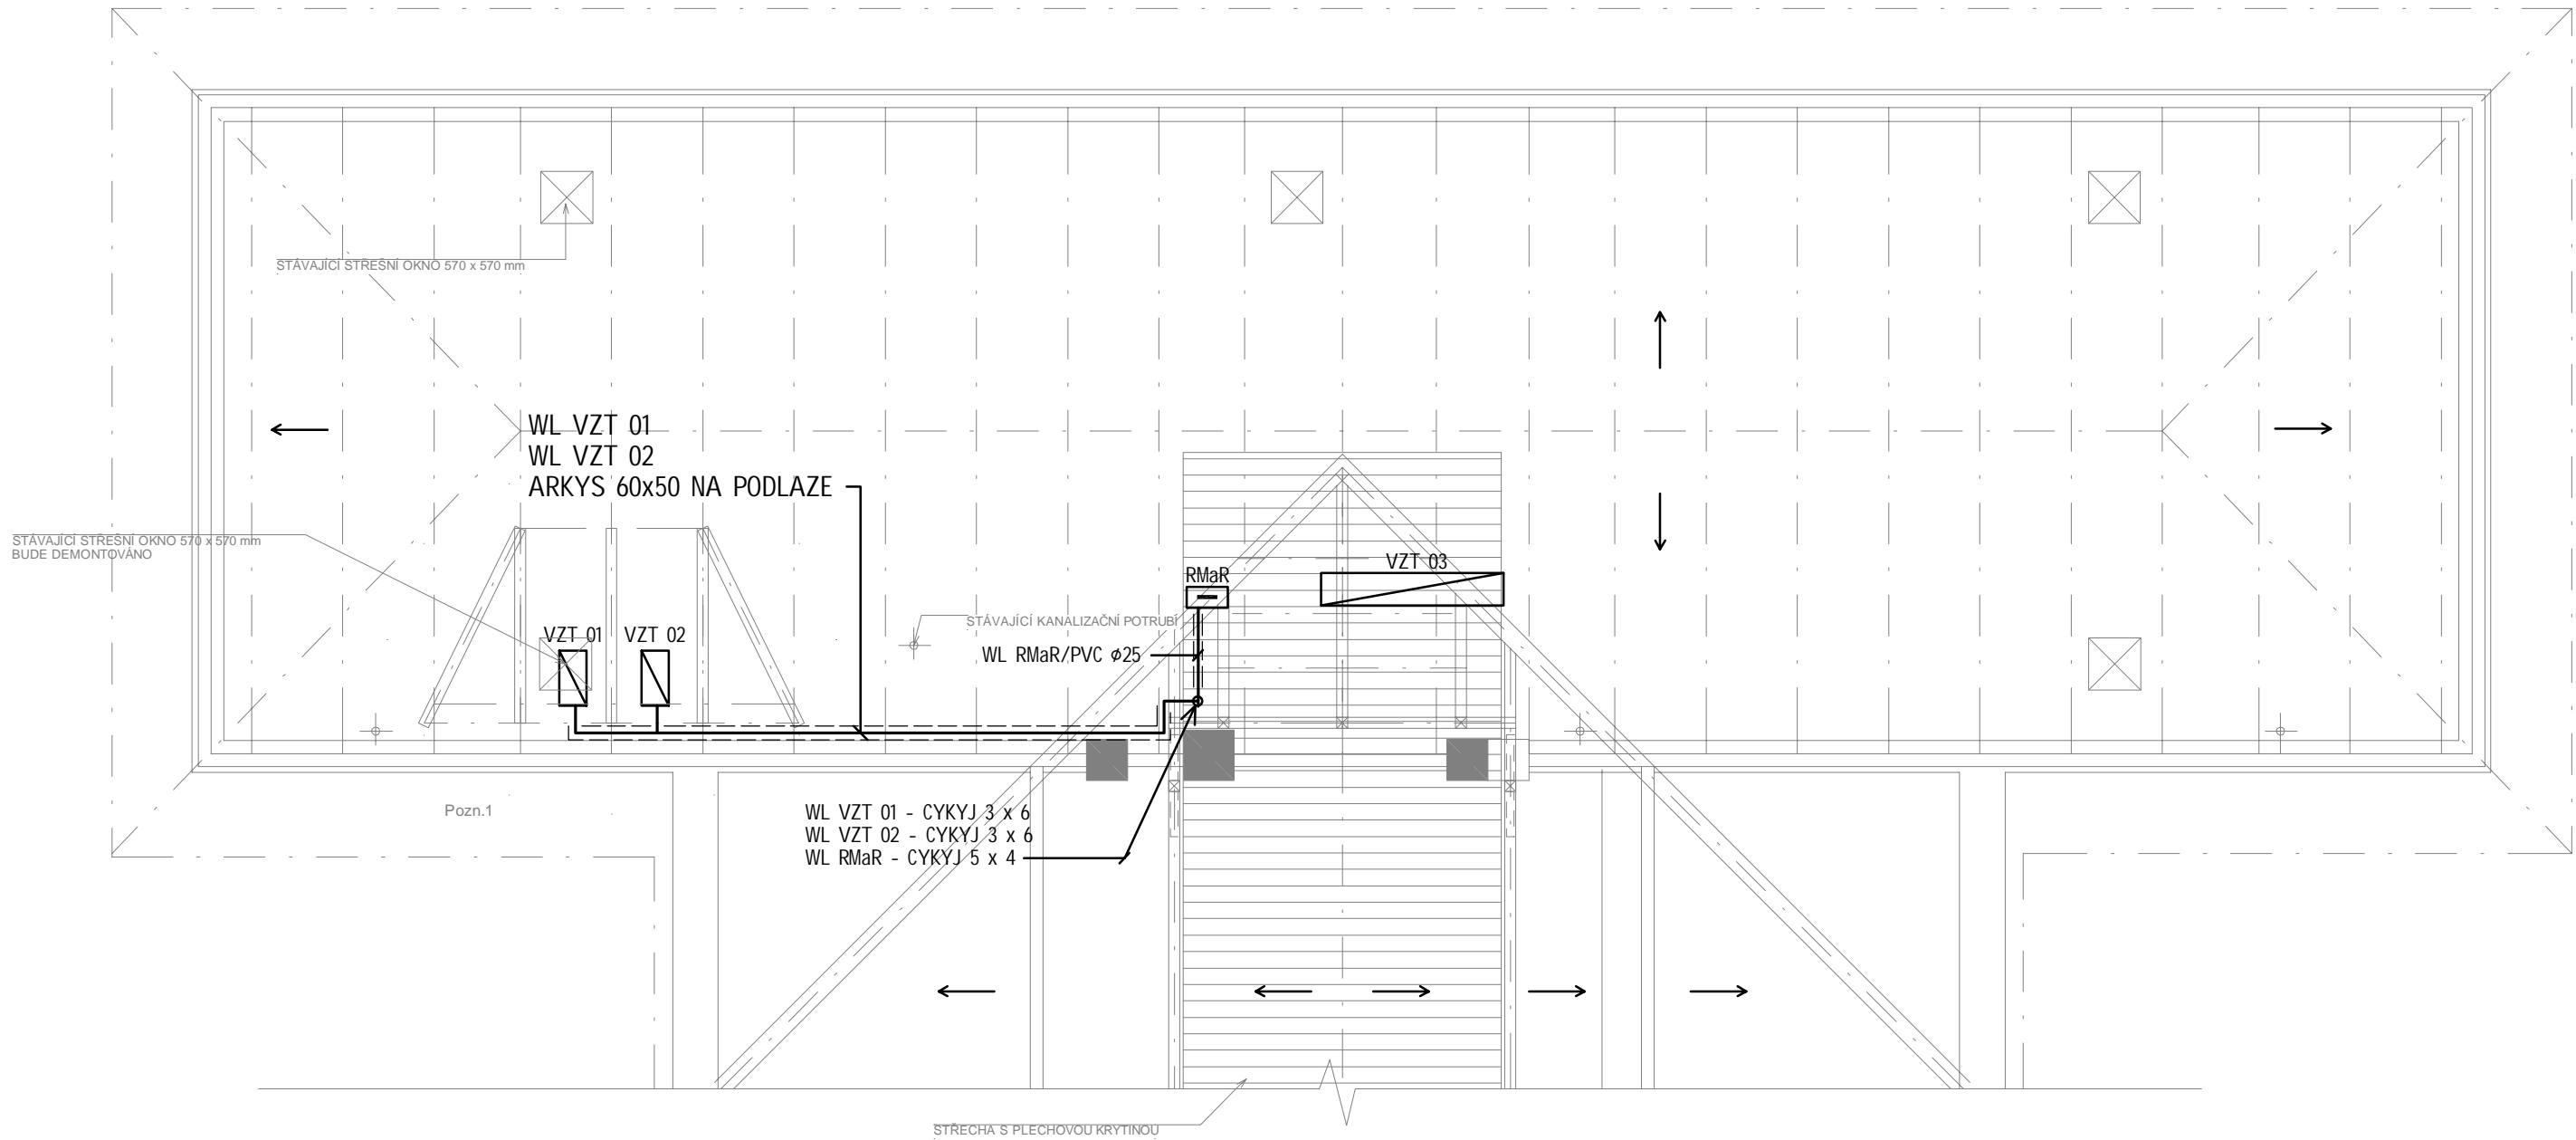 STÁVAJÍCÍ STŘEŠNÍ OKNO 570 x 570 mm
WL VZT 01
WL VZT 02
ARKYS 60x50 NA PODLAZE
STÁVAJÍCÍ STŘEŠNÍ OKNO 570 x 570 mm
BUDE DEMONTOVÁNO
VZT 03
RMaR
STÁVAJÍCÍ KANALIZAČNÍ POTRUBÍ
VZT 01
VZT 02
WL RMaR/PVC ϕ25
Pozn.1
WL VZT 01 - CYKYJ 3 x 6
WL VZT 02 - CYKYJ 3 x 6
WL RMaR - CYKYJ 5 x 4
STŘECHA S PLECHOVOU KRYTINOU